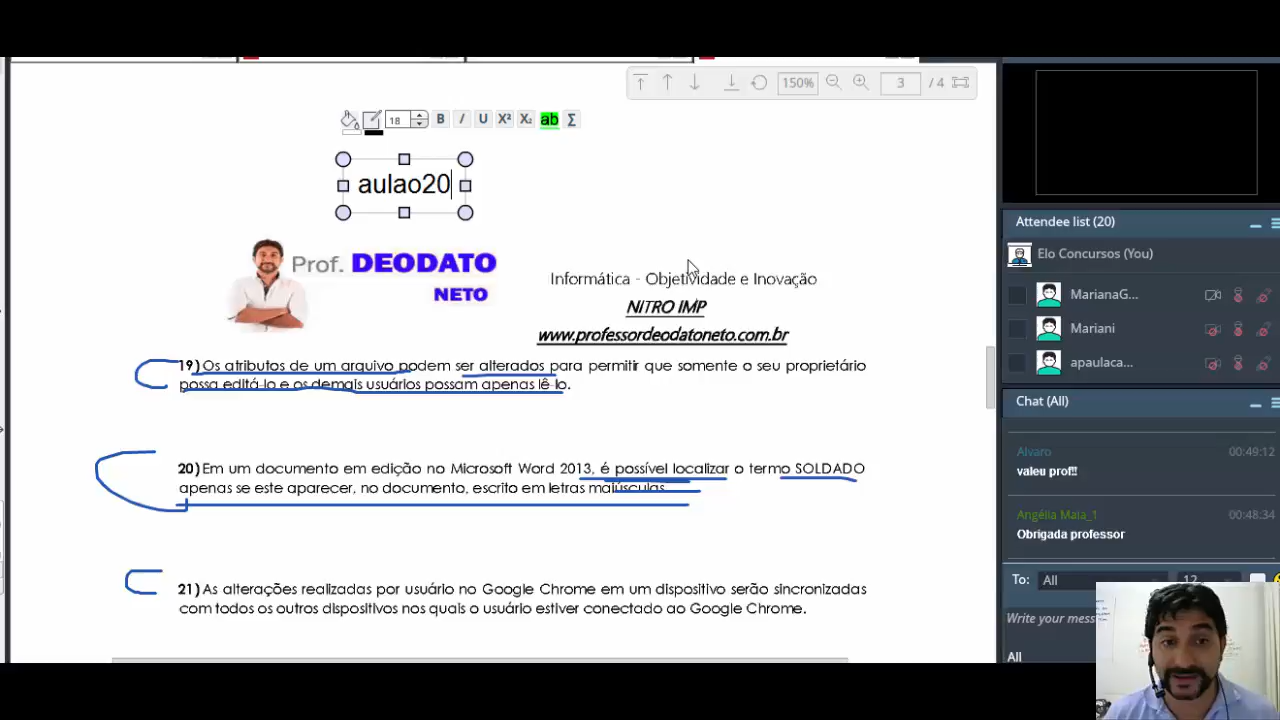 150%
3
/ 4
18
B
I
U
X²
X₂
ab
Σ
aulao20
Prof. DEODATO
NETO
Informática - Objetividade e Inovação
NITRO IMP
www.professordeodatoneto.com.br
19) Os atributos de um arquivo podem ser alterados para permitir que somente o seu proprietário
possa editá-lo e os demais usuários possam apenas lê-lo.
20) Em um documento em edição no Microsoft Word 2013, é possível localizar o termo SOLDADO
apenas se este aparecer, no documento, escrito em letras maiúsculas.
21) As alterações realizadas por usuário no Google Chrome em um dispositivo serão sincronizadas
com todos os outros dispositivos nos quais o usuário estiver conectado ao Google Chrome.
Attendee list (20)
Elo Concursos (You)
MarianaG...
Mariani
apaulaca...
Chat (All)
Alvaro 00:49:12
valeu prof!!
Angélia Maia_1 00:48:34
Obrigada professor
To: All 12
Write your mess
All